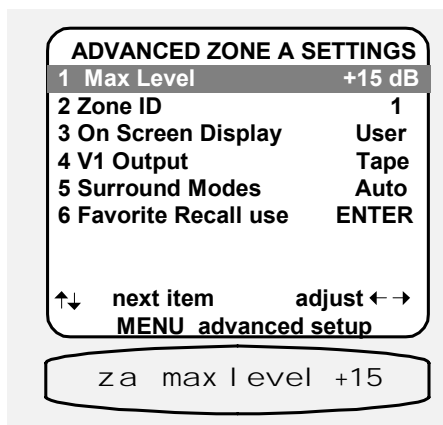 ADVANCED ZONE A SETTINGS
1 Max Level +15 dB
2 Zone ID 1
3 On Screen Display User
4 V1 Output Tape
5 Surround Modes Auto
6 Favorite Recall use ENTER
↑↓ next item adjust ←→
MENU advanced setup
za max level +15